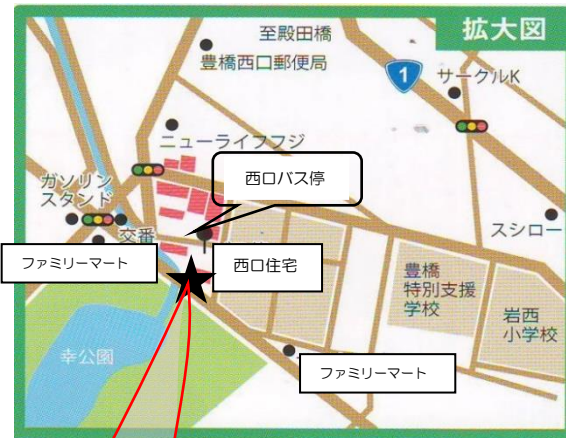 拡大図
至殿田橋
豊橋西口郵便局
1
サークルK
ニューライフフジ
西口バス停
ガソリン
スタンド
スシロー
交番
ファミリーマート
西口住宅
豊橋
特別支援
学校
岩西
小学校
幸公園
ファミリーマート